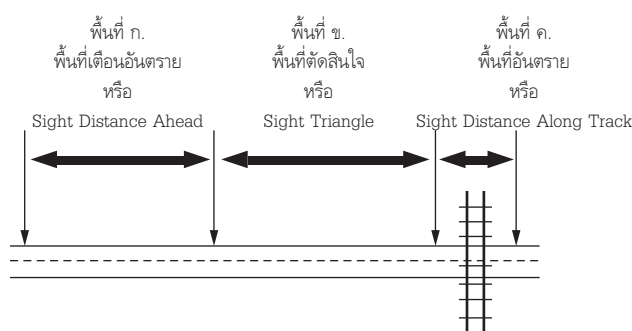 พื้นที่ ก.
พื้นที่เตือนอันตราย
หรือ
Sight Distance Ahead
พื้นที่ ข.
พื้นที่ตัดสินใจ
หรือ
Sight Triangle
พื้นที่ ค.
พื้นที่อันตราย
หรือ
Sight Distance Along Track